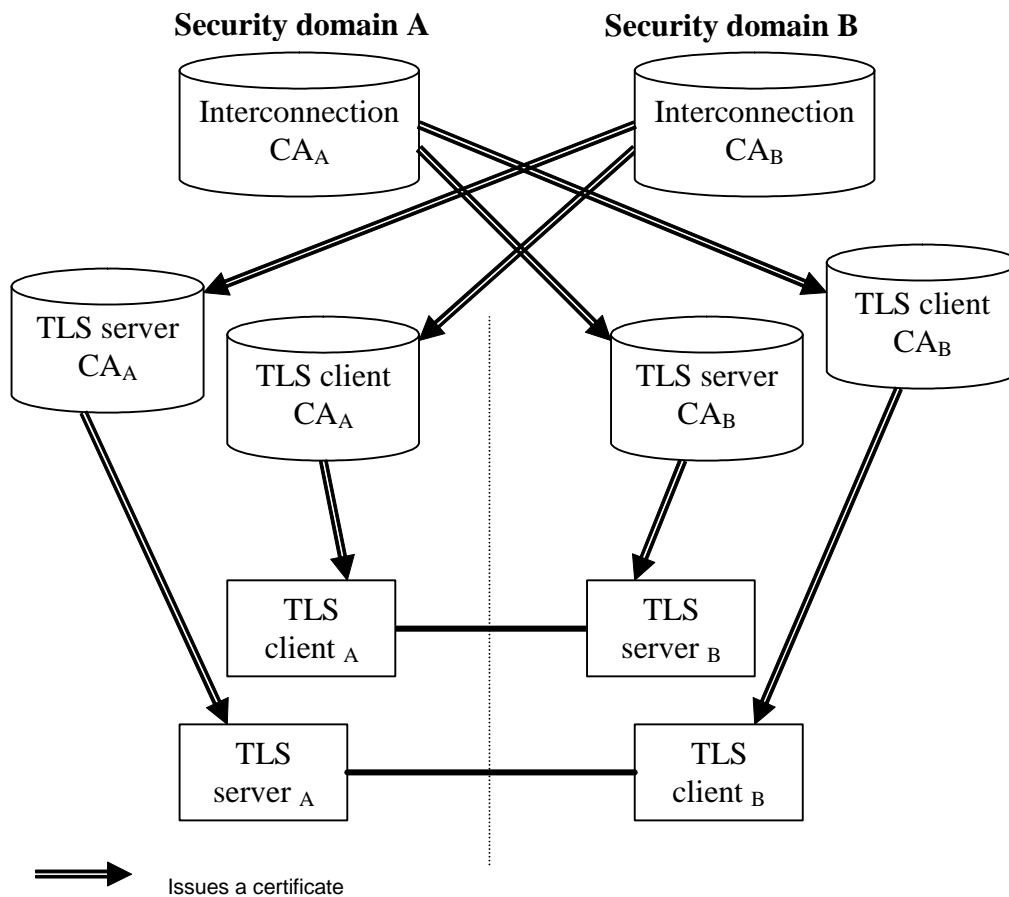 Security domain A
Security domain B
Interconnection
CAA
Interconnection
CAB
TLS server
CAA
TLS client
CAA
TLS server
CAB
TLS client
CAB
TLS
client A
TLS
server B
TLS
server A
TLS
client B
Issues a certificate